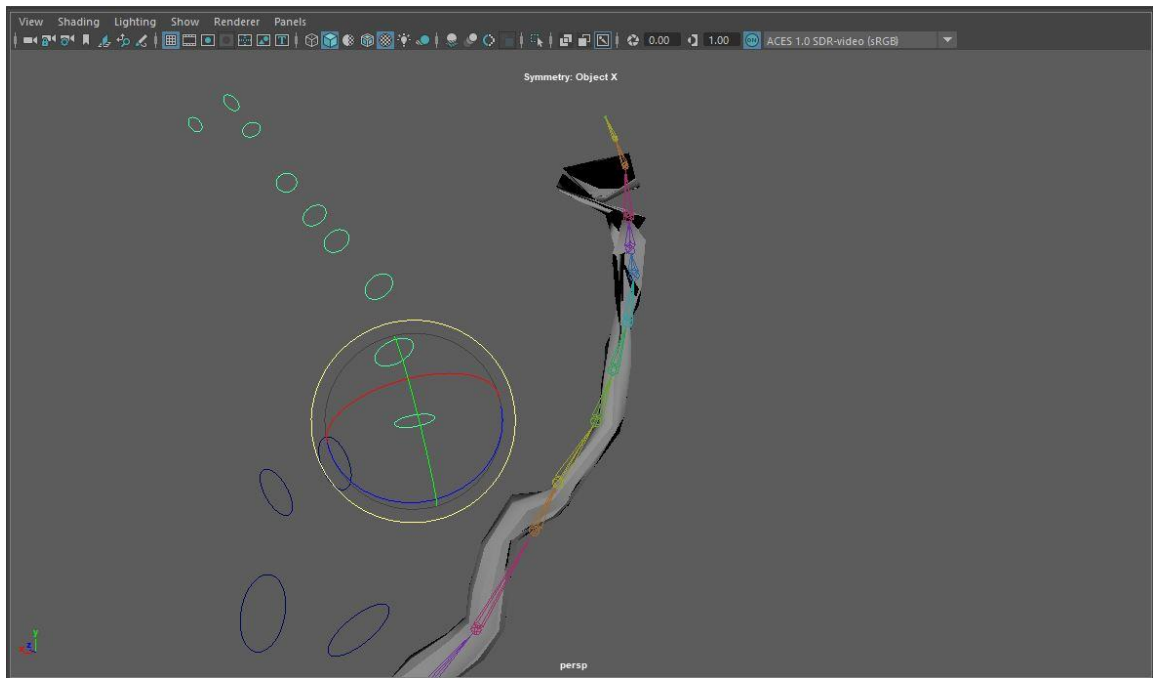 View Shading Lighting Show Renderer Panels
0.00 1.00 ON ACES 1.0 SDR-video (sRGB)
Symmetry: Object X
y
z
x
persp